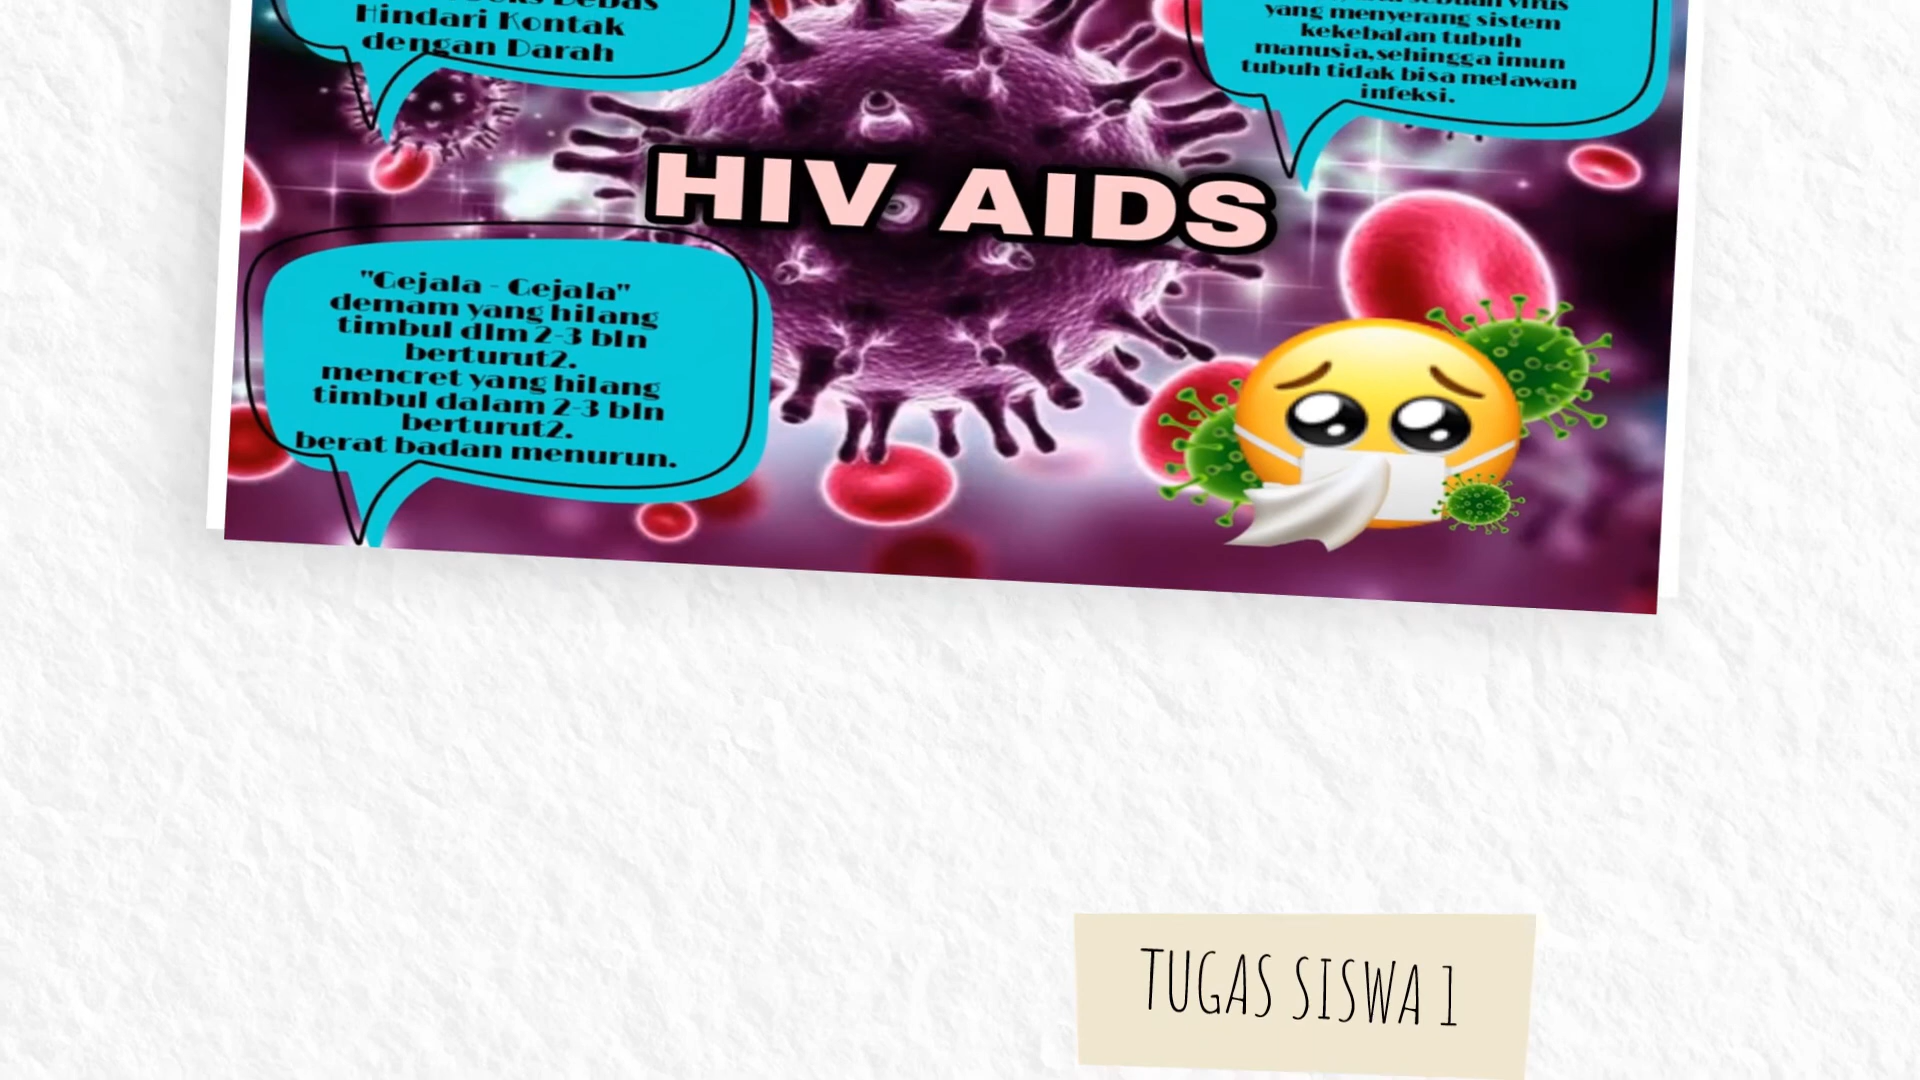 Hindari Kontak
dengan Darah
virus
yang menyerang sistem
kekebalan tubuh
manusia,sehingga imun
tubuh tidak bisa melawan
infeksi.
HIV AIDS
"Gejala - Gejala"
demam yang hilang
timbul dlm 2-3 bln
berturut2.
mencret yang hilang
timbul dalam 2-3 bln
berturut2.
berat badan menurun.
TUGAS SISWA 1